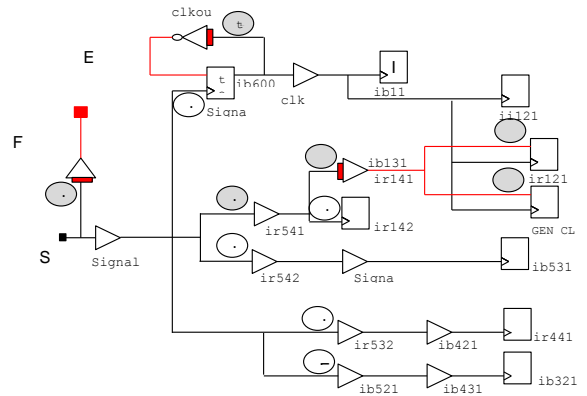 clkou
E
ib600
clk
I
ib11
Signa
ii121
F
ib131
ir141
ir121
ir541
ir142
GEN CL
S
Signal
ir542
Signa
ib531
ir532
ib421
ir441
ib521
ib431
ib321